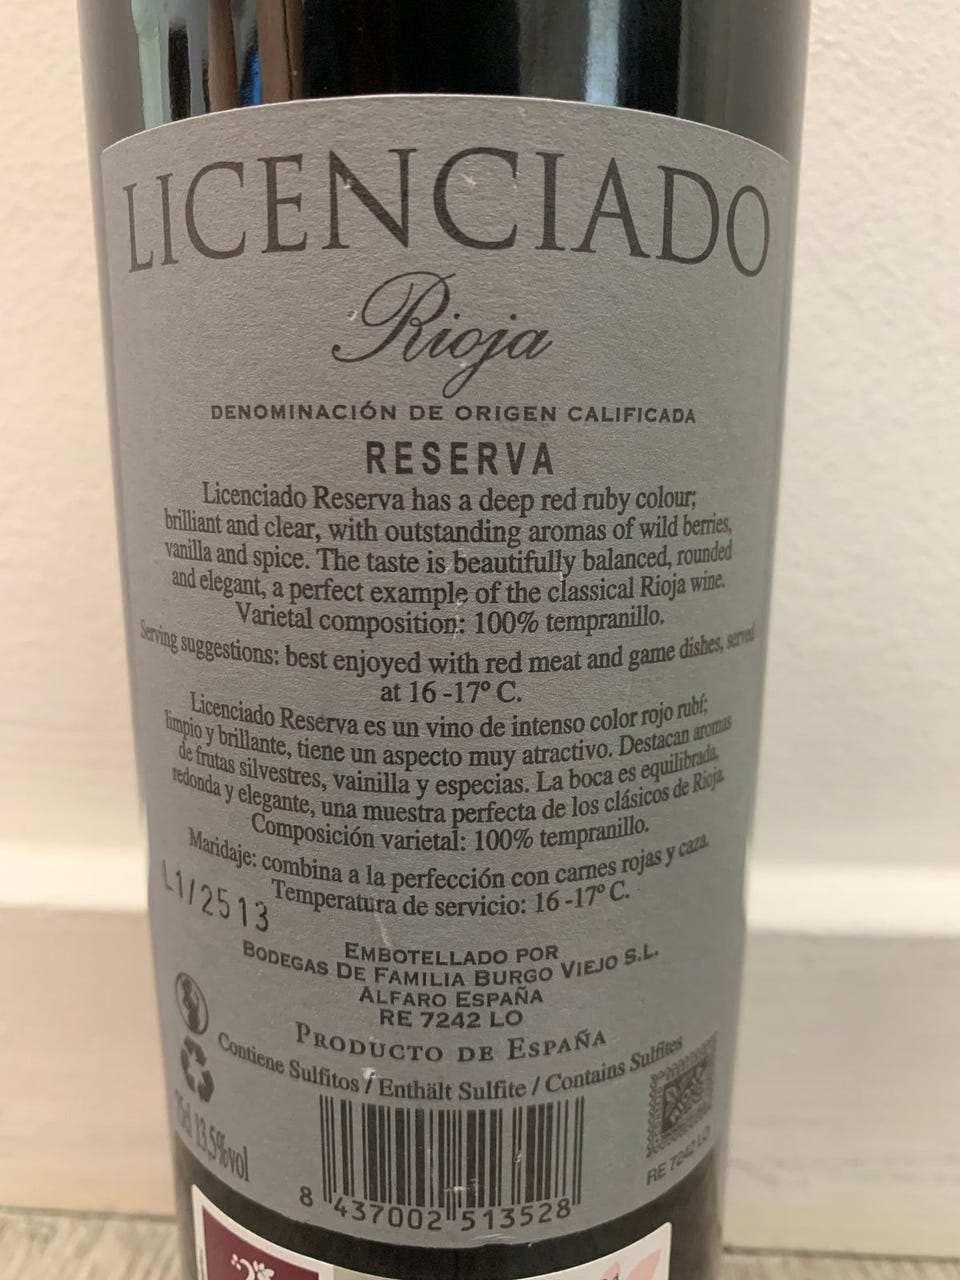 LICENCIADO
Rioja
DENOMINACIÓN DE ORIGEN CALIFICADA
RESERVA
Licenciado Reserva has a deep red ruby colour;
brilliant and clear, with outstanding aromas of wild berries,
vanilla and spice. The taste is beautifully balanced, rounded
and elegant, a perfect example of the classical Rioja wine.
Varietal composition: 100% tempranillo.
Serving suggestions: best enjoyed with red meat and game dishes, served
at 16 -17º C.
Licenciado Reserva es un vino de intenso color rojo rubí;
limpio y brillante, tiene un aspecto muy atractivo. Destacan aromas
de frutas silvestres, vainilla y especias. La boca es equilibrada,
redonda y elegante, una muestra perfecta de los clásicos de Rioja.
Composición varietal: 100% tempranillo.
Maridaje: combina a la perfección con carnes rojas y caza.
Temperatura de servicio: 16 -17º C.
L1/2513
EMBOTELLADO POR
BODEGAS DE FAMILIA BURGO VIEJO S.L.
ALFARO ESPAÑA
RE 7242 LO
PRODUCTO DE ESPAÑA
Contiene Sulfitos / Enthält Sulfite / Contains Sulfites
13,5%vol
RE 7242 LO
8 437002 513528